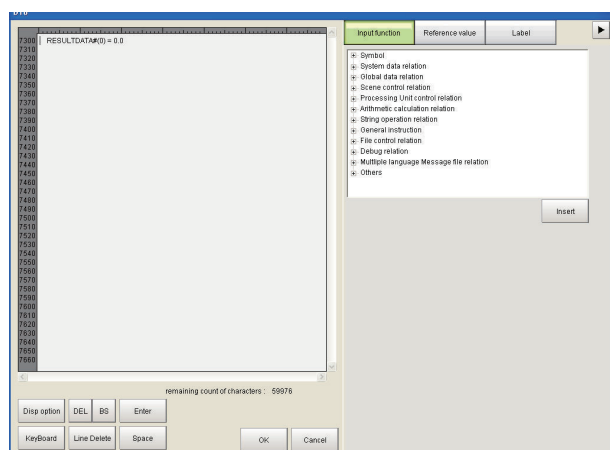 7300 RESULTDATA#(0) = 0.0
7310
7320
7330
7340
7350
7360
7370
7380
7390
7400
7410
7420
7430
7440
7450
7460
7470
7480
7490
7500
7510
7520
7530
7540
7550
7560
7570
7580
7590
7600
7610
7620
7630
7640
7650
7660
remaining count of characters : 59976
Disp option DEL BS Enter
KeyBoard Line Delete Space OK Cancel
Input function Reference value Label
Symbol
System data relation
Global data relation
Scene control relation
Processing Unit control relation
Arithmetic calculation relation
String operation relation
General instruction
File control relation
Debug relation
Multiple language Message file relation
Others
Insert